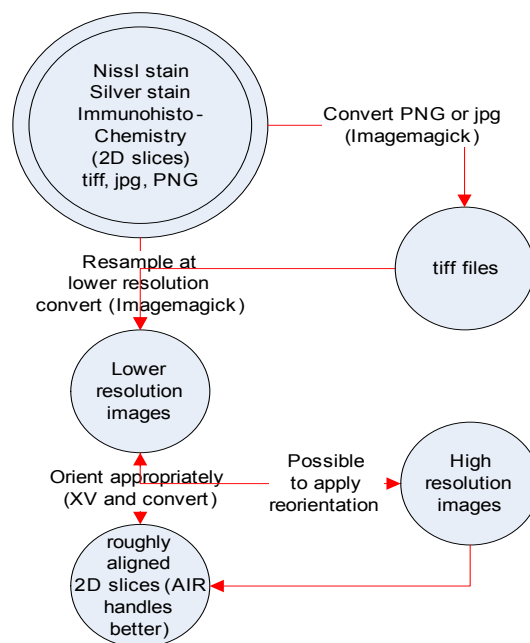 Nissl stain
Silver stain
Immunohisto-
Chemistry
(2D slices)
tiff, jpg, PNG
Convert PNG or jpg
(Imagemagick)
Resample at
lower resolution
convert (Imagemagick)
tiff files
Lower
resolution
images
Orient appropriately
(XV and convert)
Possible
to apply
reorientation
High
resolution
images
roughly
aligned
2D slices (AIR
handles
better)